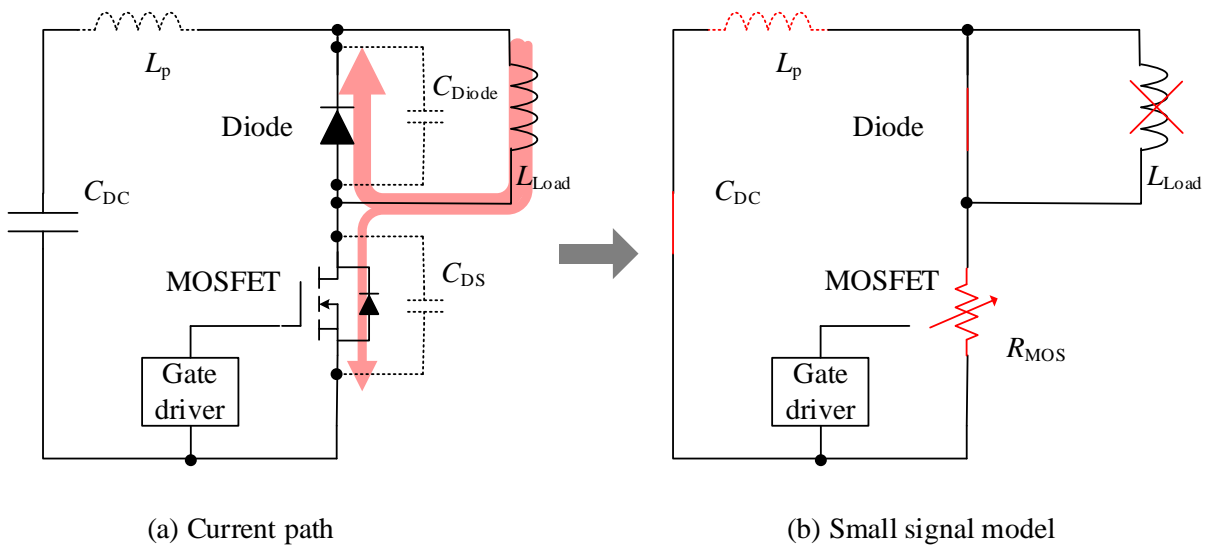 Lp
CDiode
Diode
LLoad
CDC
MOSFET
CDS
Gate
driver
(a) Current path
Lp
Diode
LLoad
CDC
MOSFET
RMOS
Gate
driver
(b) Small signal model